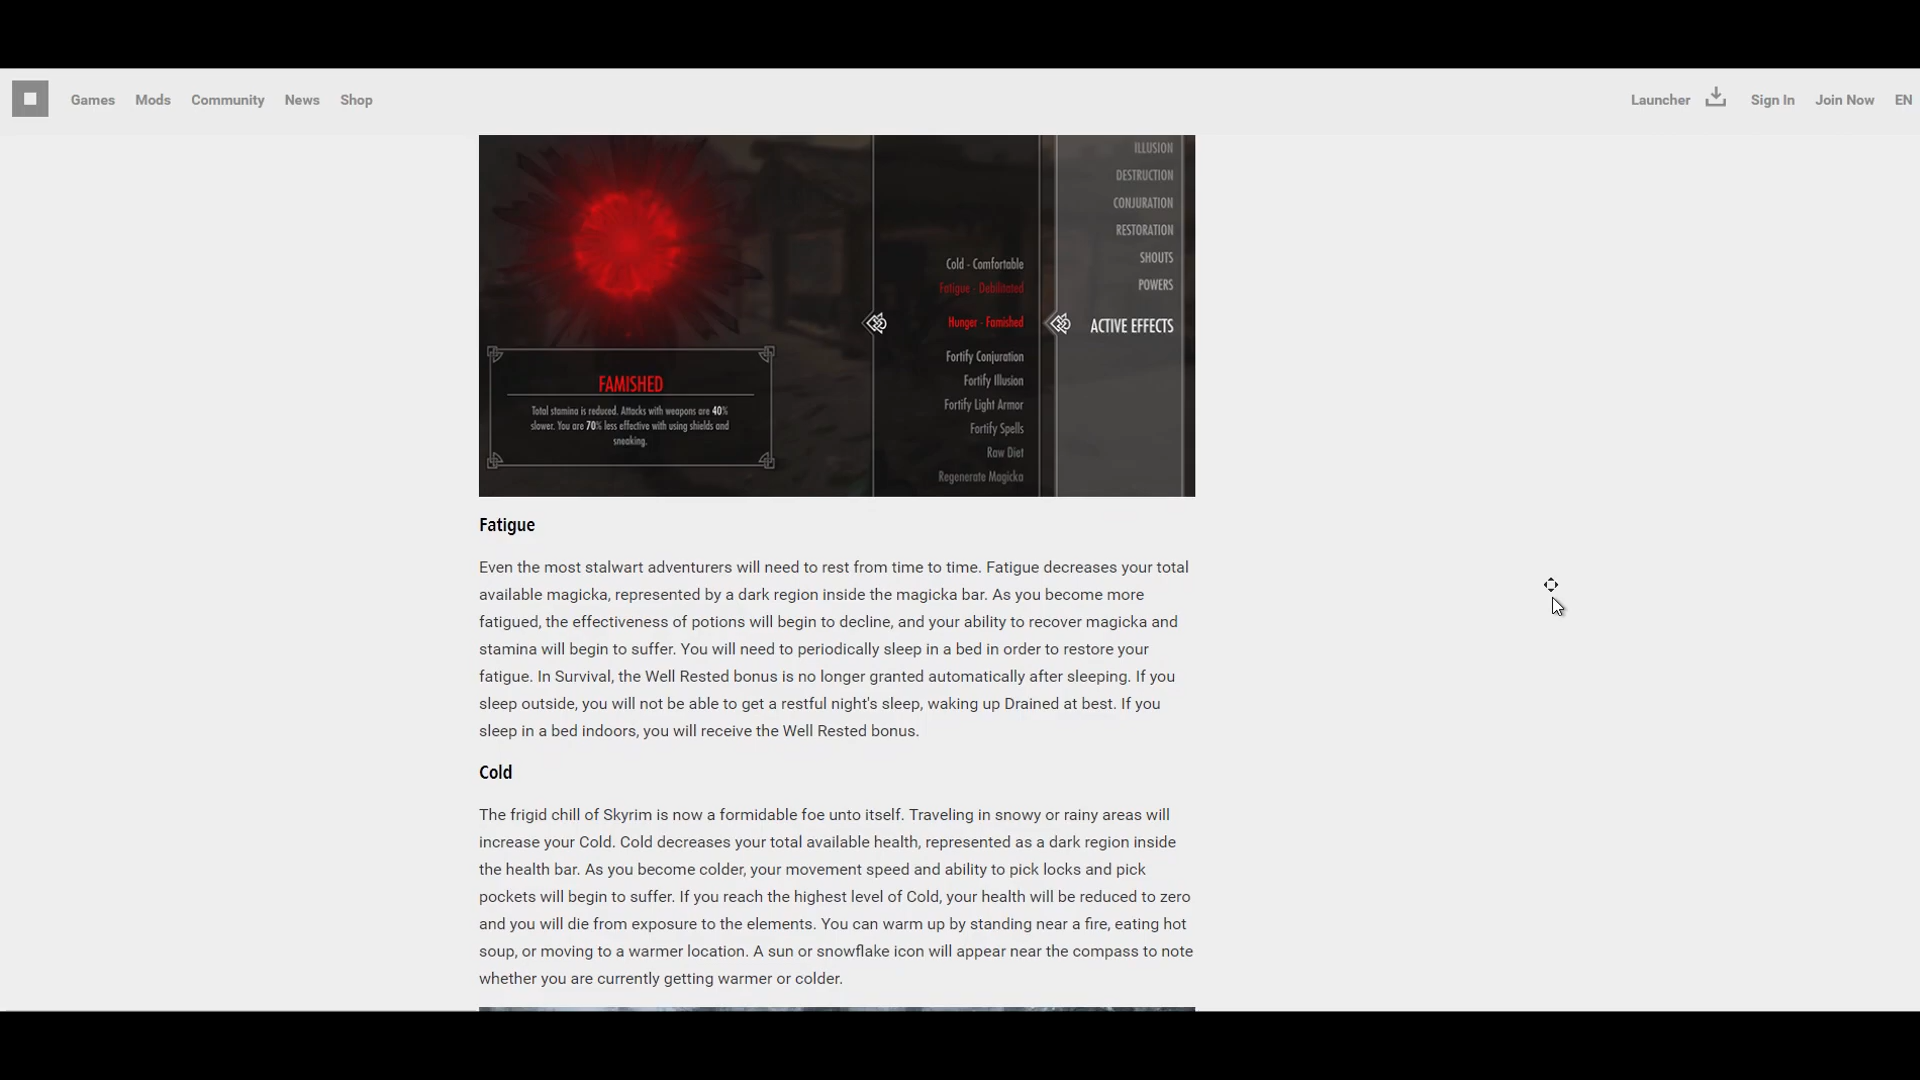 Games Mods Community News Shop Launcher Sign In Join Now EN
ILLUSION
DESTRUCTION
CONJURATION
RESTORATION
SHOUTS
POWERS
ACTIVE EFFECTS
Cold - Comfortable
Fatigue - Debilitated
Hunger - Famished
Fortify Conjuration
Fortify Illusion
Fortify Light Armor
Fortify Spells
Raw Diet
Regenerate Magicka
FAMISHED
Total stamina is reduced. Attacks with weapons are 40%
slower. You are 70% less effective with using shields and
sneaking.
Fatigue
Even the most stalwart adventurers will need to rest from time to time. Fatigue decreases your total
available magicka, represented by a dark region inside the magicka bar. As you become more
fatigued, the effectiveness of potions will begin to decline, and your ability to recover magicka and
stamina will begin to suffer. You will need to periodically sleep in a bed in order to restore your
fatigue. In Survival, the Well Rested bonus is no longer granted automatically after sleeping. If you
sleep outside, you will not be able to get a restful night's sleep, waking up Drained at best. If you
sleep in a bed indoors, you will receive the Well Rested bonus.
Cold
The frigid chill of Skyrim is now a formidable foe unto itself. Traveling in snowy or rainy areas will
increase your Cold. Cold decreases your total available health, represented as a dark region inside
the health bar. As you become colder, your movement speed and ability to pick locks and pick
pockets will begin to suffer. If you reach the highest level of Cold, your health will be reduced to zero
and you will die from exposure to the elements. You can warm up by standing near a fire, eating hot
soup, or moving to a warmer location. A sun or snowflake icon will appear near the compass to note
whether you are currently getting warmer or colder.